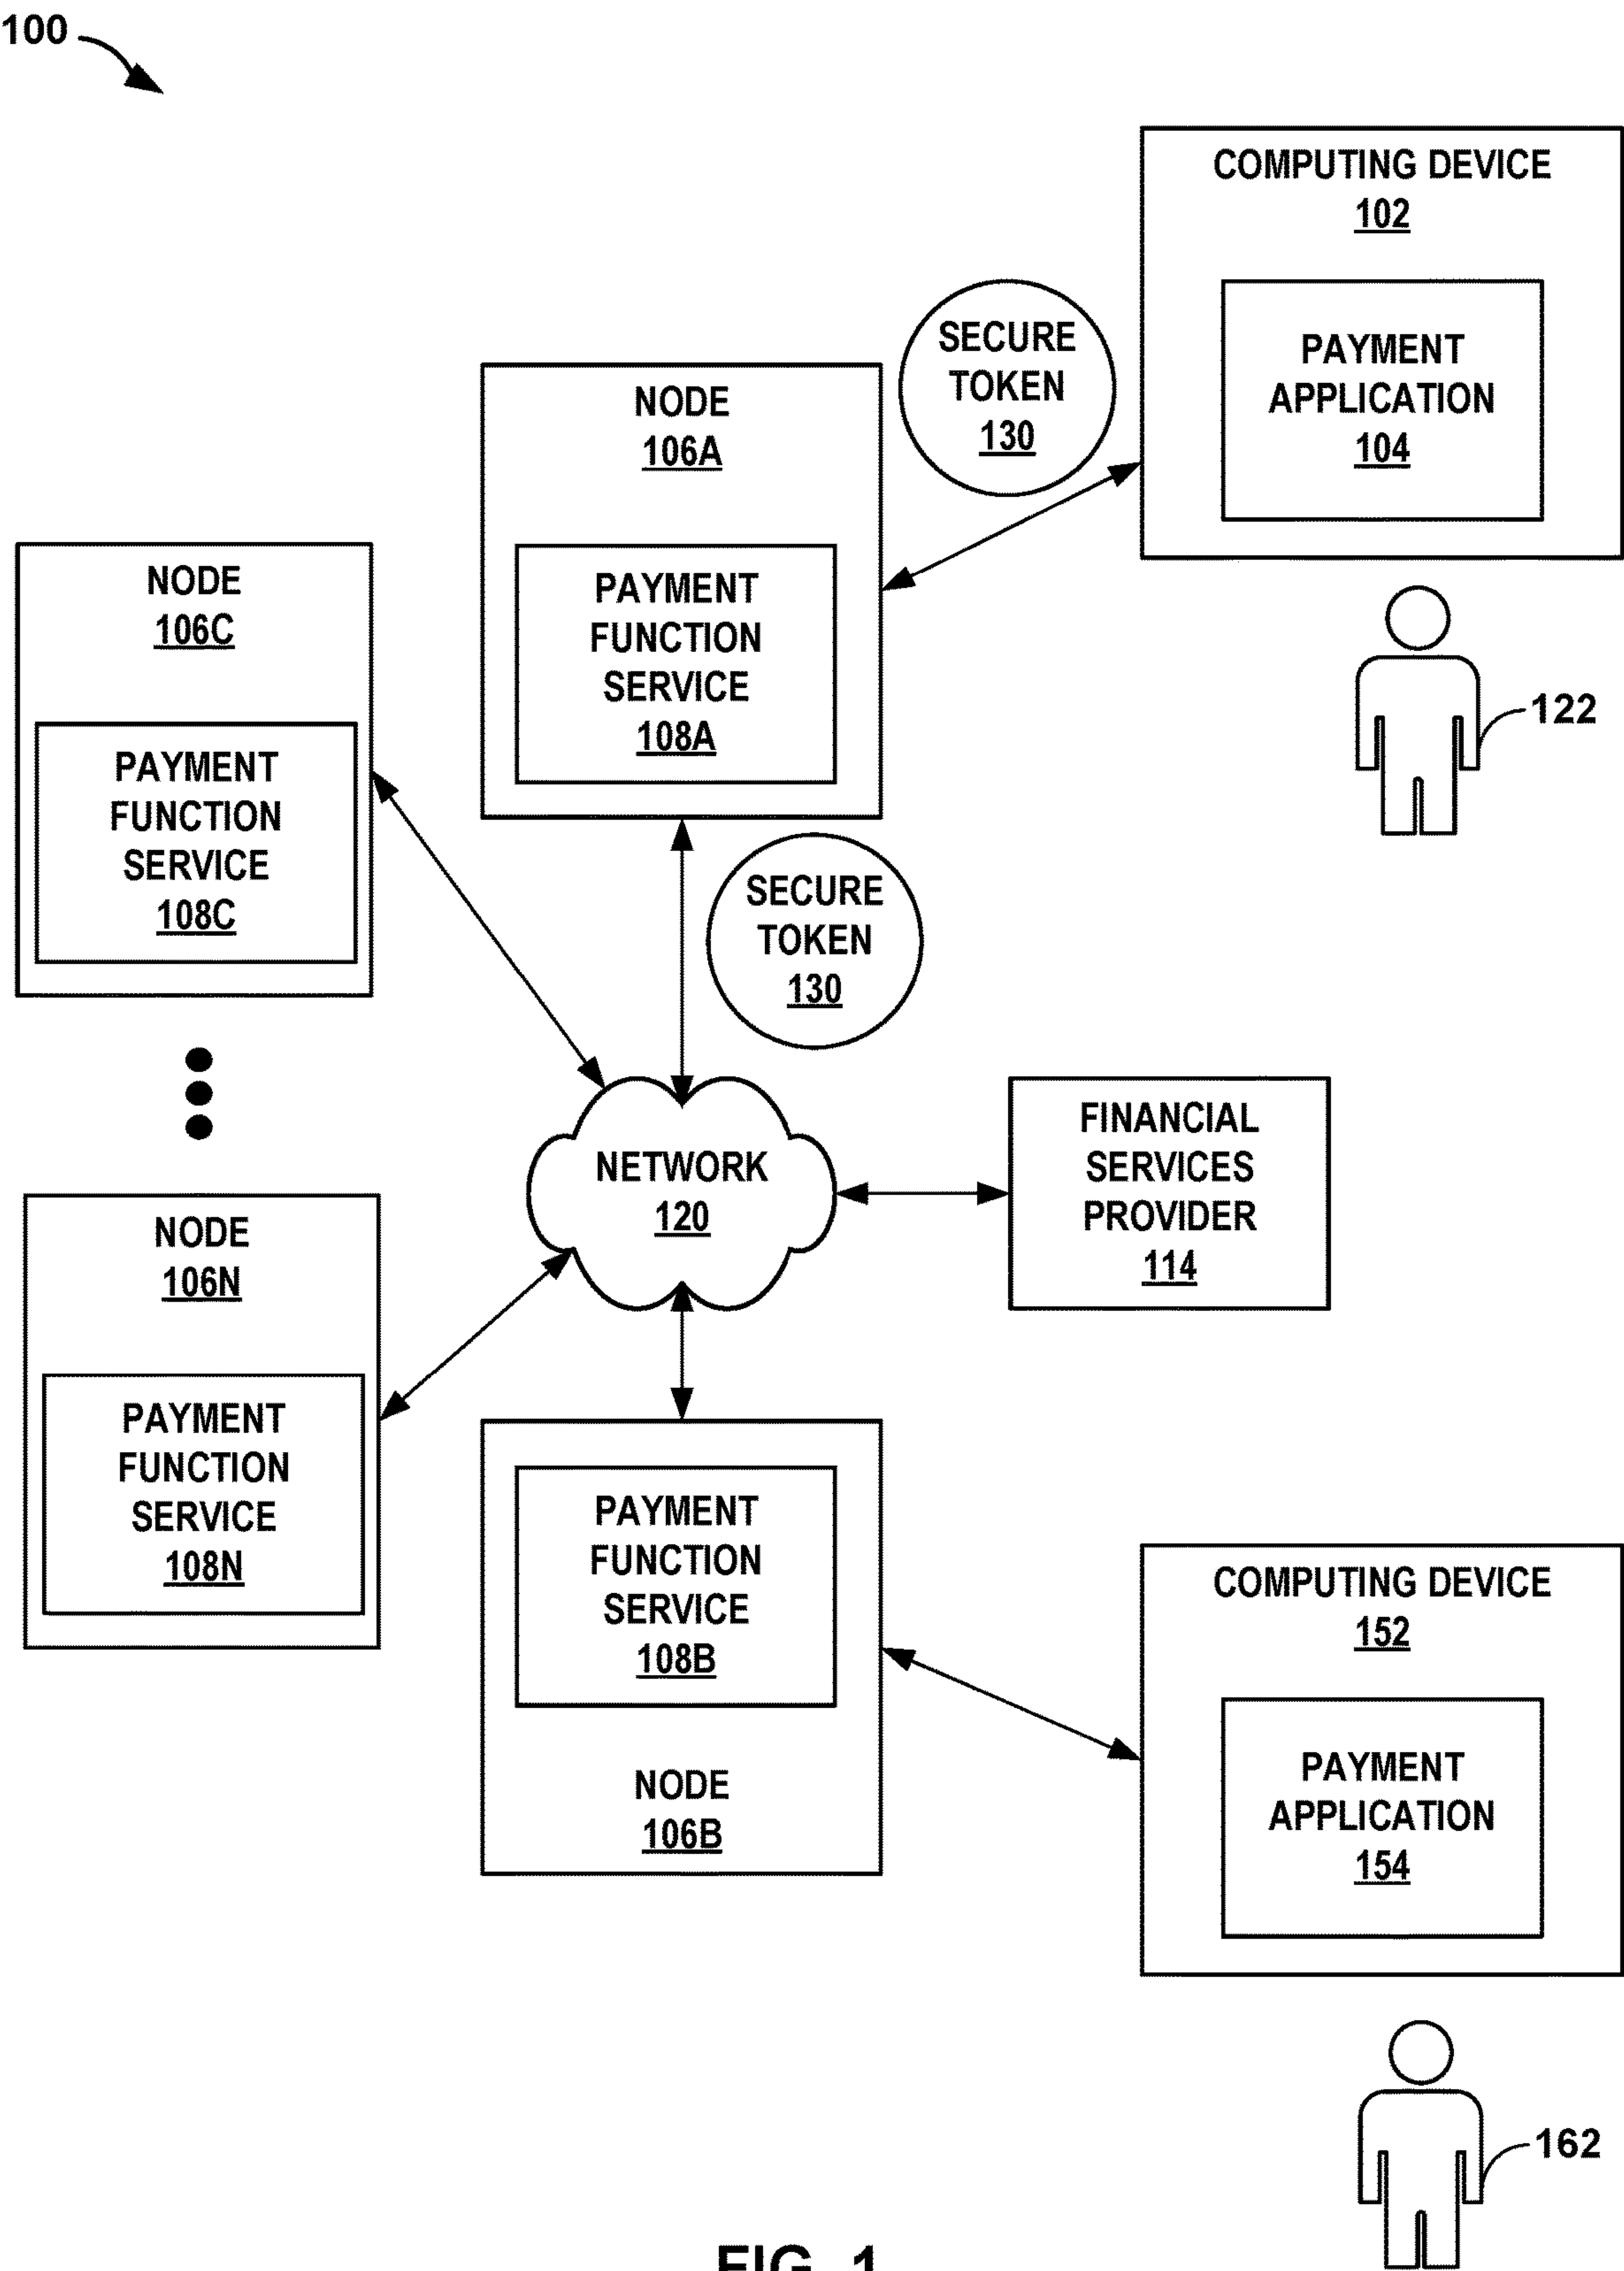 100
COMPUTING DEVICE
102
PAYMENT
APPLICATION
104
SECURE
TOKEN
130
NODE
106A
PAYMENT
FUNCTION
SERVICE
108A
122
NODE
106C
PAYMENT
FUNCTION
SERVICE
108C
SECURE
TOKEN
130
NETWORK
120
FINANCIAL
SERVICES
PROVIDER
114
NODE
106N
PAYMENT
FUNCTION
SERVICE
108N
PAYMENT
FUNCTION
SERVICE
108B
NODE
106B
COMPUTING DEVICE
152
PAYMENT
APPLICATION
154
162
FIG. 1